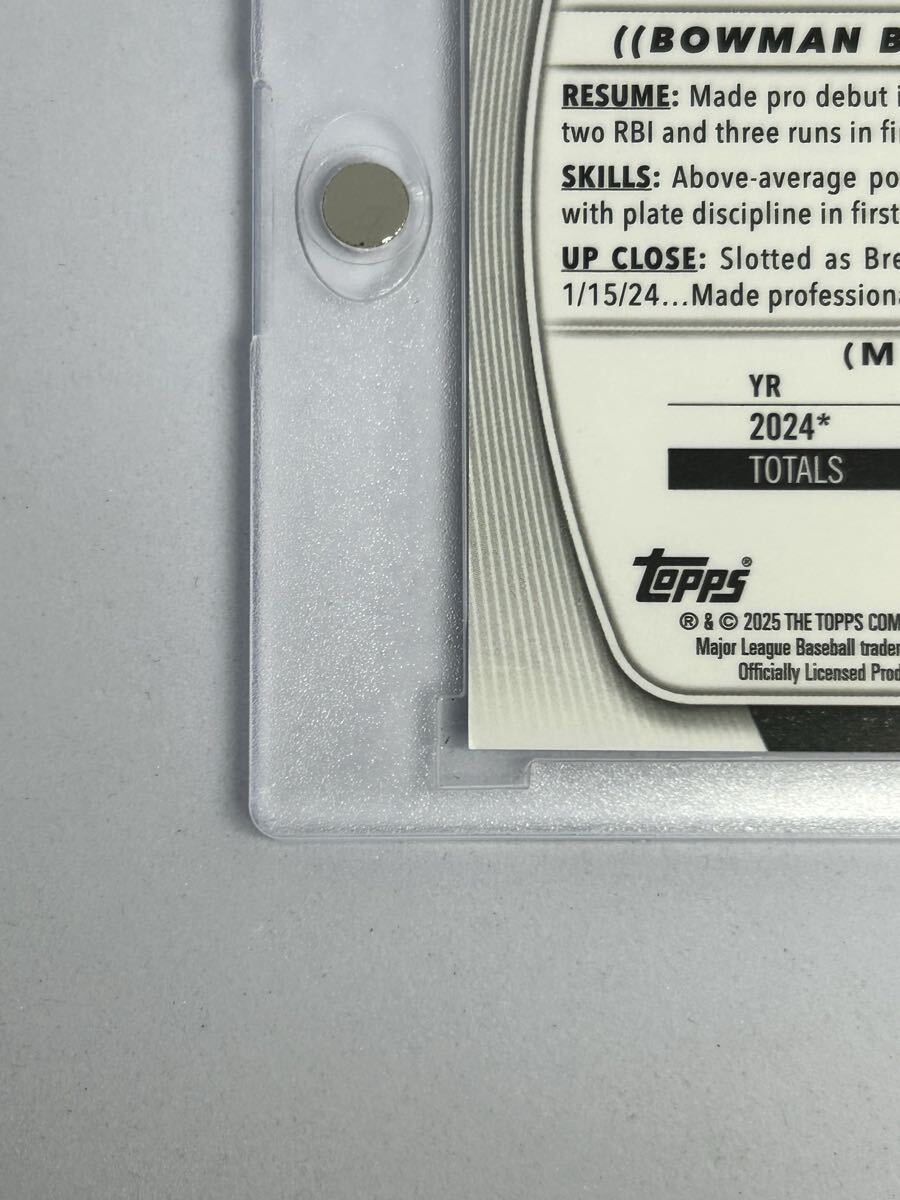 ((BOWMAN B
RESUME: Made pro debut i
two RBI and three runs in fi
SKILLS: Above-average po
with plate discipline in first
UP CLOSE: Slotted as Bre
1/15/24...Made professiona
(M
YR
2024*
TOTALS
Topps®
® & © 2025 THE TOPPS COM
Major League Baseball trader
Officially Licensed Prod